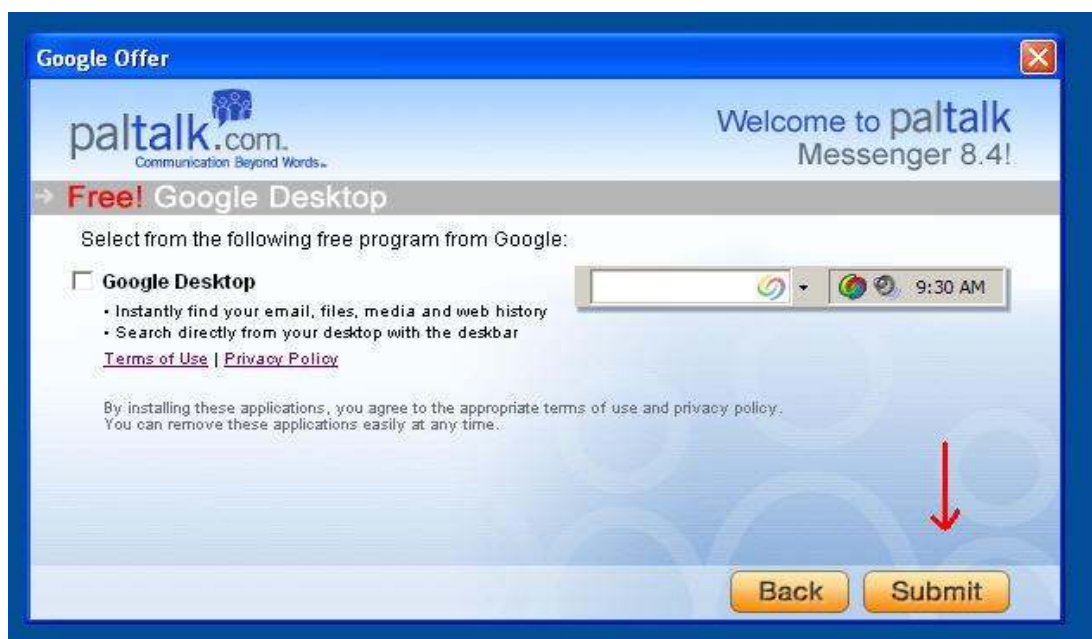 Google Offer
paltalk.com.
Communication Beyond Words
Welcome to paltalk
Messenger 8.4!
Free! Google Desktop
Select from the following free program from Google:
Google Desktop
• Instantly find your email, files, media and web history
• Search directly from your desktop with the deskbar
Terms of Use | Privacy Policy
9:30 AM
By installing these applications, you agree to the appropriate terms of use and privacy policy.
You can remove these applications easily at any time.
Back Submit